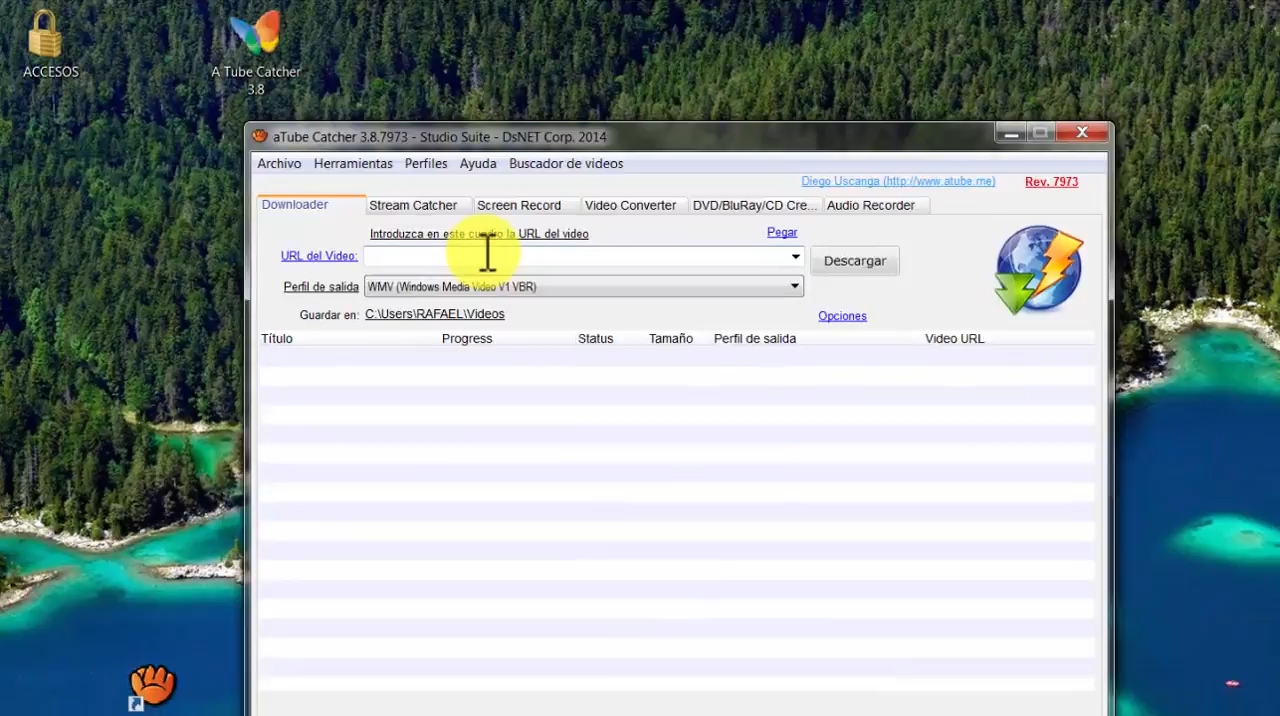 ACCESOS
A Tube Catcher
3.8
aTube Catcher 3.8.7973 - Studio Suite - DsNET Corp. 2014
Archivo Herramientas Perfiles Ayuda Buscador de videos
Diego Uscanga (http://www.atube.me) Rev. 7973
Downloader Stream Catcher Screen Record Video Converter DVD/BluRay/CD Cre... Audio Recorder
Introduzca en este cuadro la URL del video Pegar
URL del Video: Descargar
Perfil de salida WMV (Windows Media Video V1 VBR)
Guardar en: C:\Users\RAFAEL\Videos Opciones
Título Progress Status Tamaño Perfil de salida Video URL